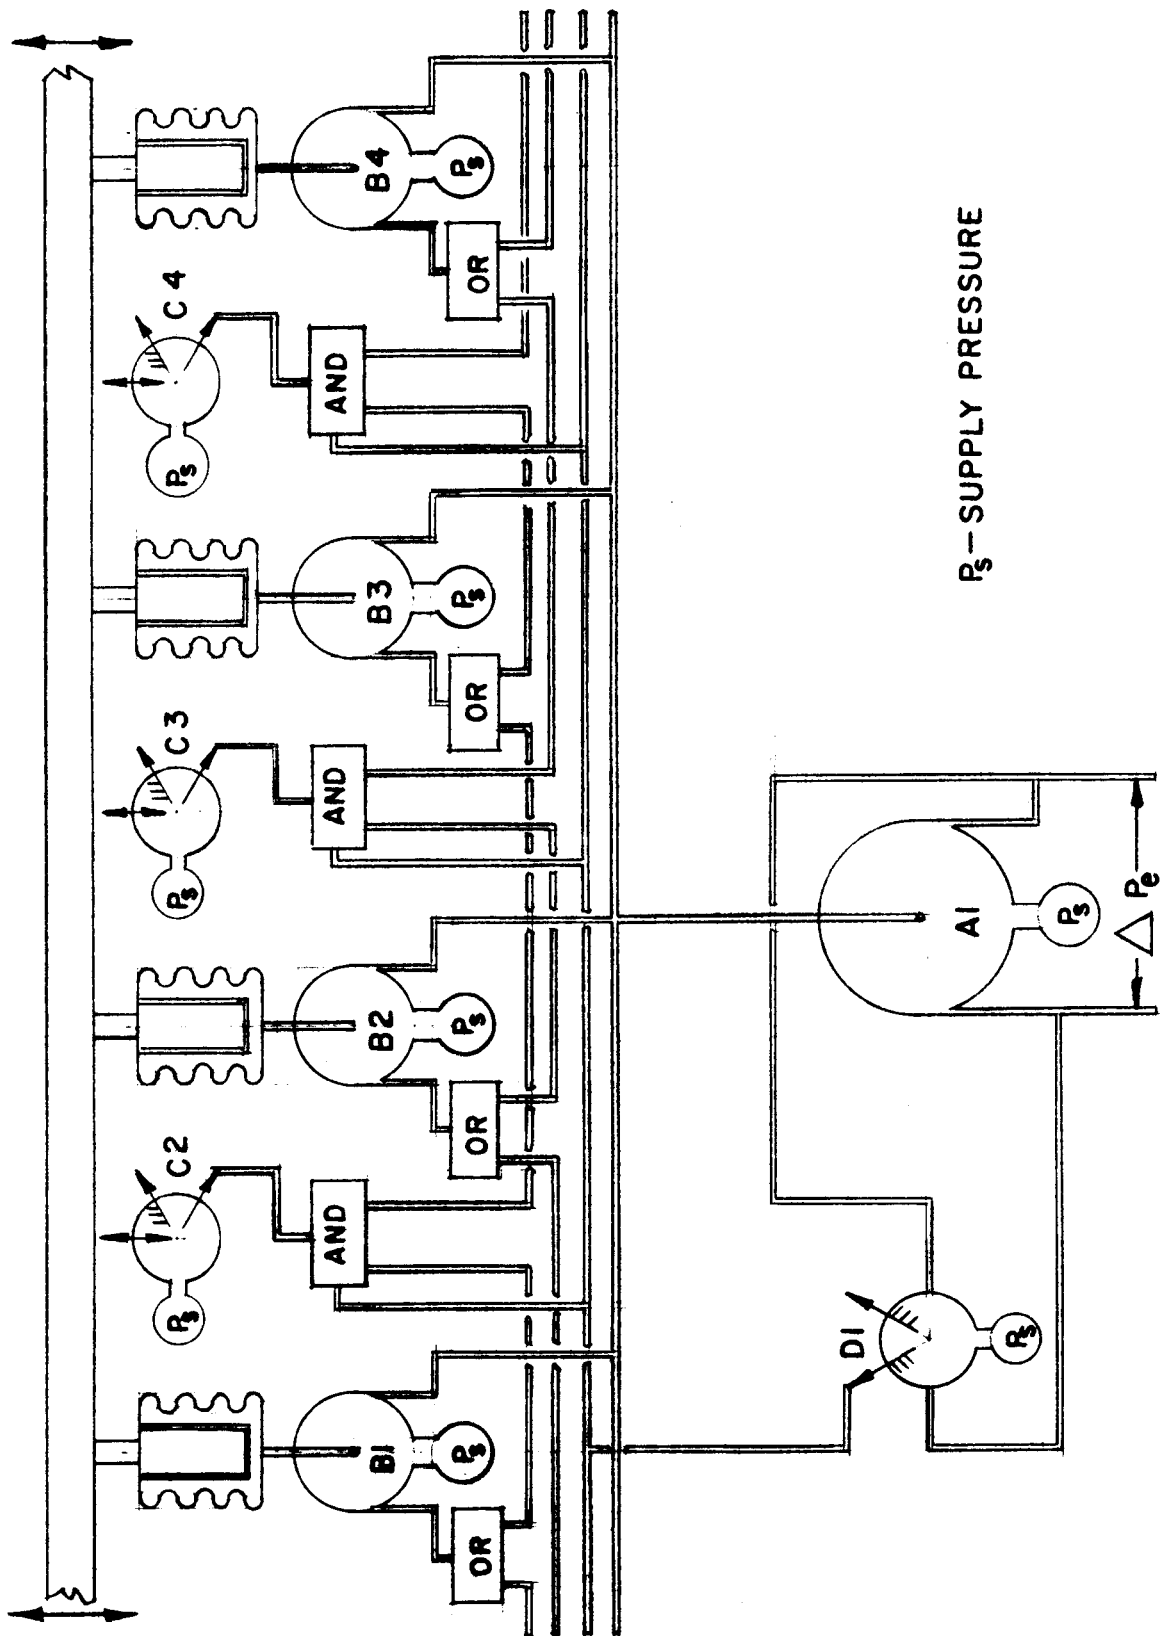 Ps C2 Ps C3 Ps C4
AND AND AND
B1 B2 B3 B4
OR Ps OR Ps OR Ps OR Ps
D1
Ps
A1
Ps
△ Pe
Ps — SUPPLY PRESSURE